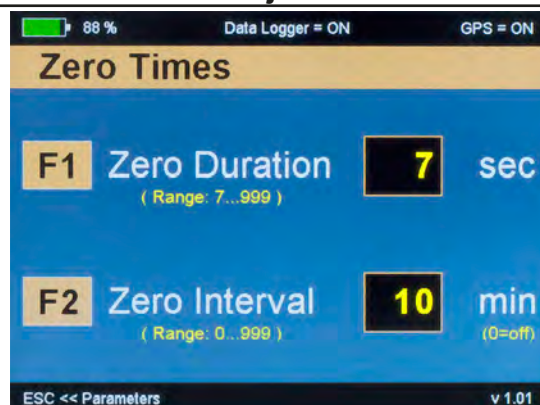 88 % Data Logger = ON GPS = ON
Zero Times
F1 Zero Duration 7 sec
( Range: 7...999 )
F2 Zero Interval 10 min
( Range: 0...999 ) (0=off)
ESC << Parameters v 1.01